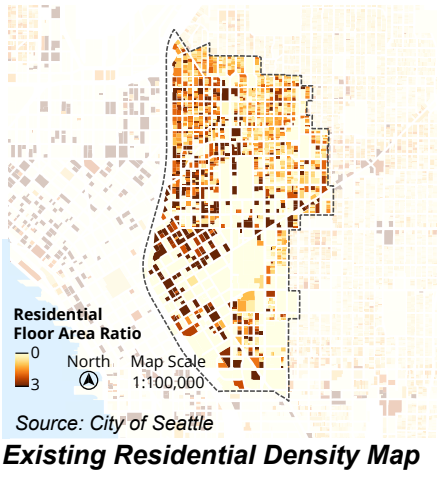 Residential
Floor Area Ratio
0
3
North
Map Scale
1:100,000
Source: City of Seattle
Existing Residential Density Map